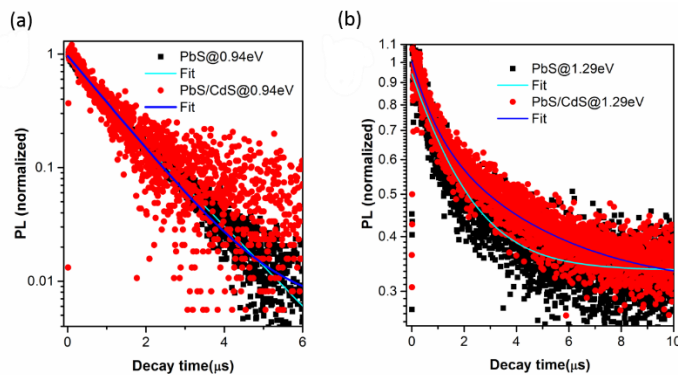 (a)
PbS@0.94eV
Fit
PbS/CdS@0.94eV
Fit
1
0.1
0.01
PL (normalized)
0
2
4
6
Decay time(μs)
(b)
PbS@1.29eV
Fit
PbS/CdS@1.29eV
Fit
1.1
1
0.9
0.8
0.7
0.6
0.5
0.4
0.3
PL (normalized)
0
2
4
6
8
10
Decay time(μs)